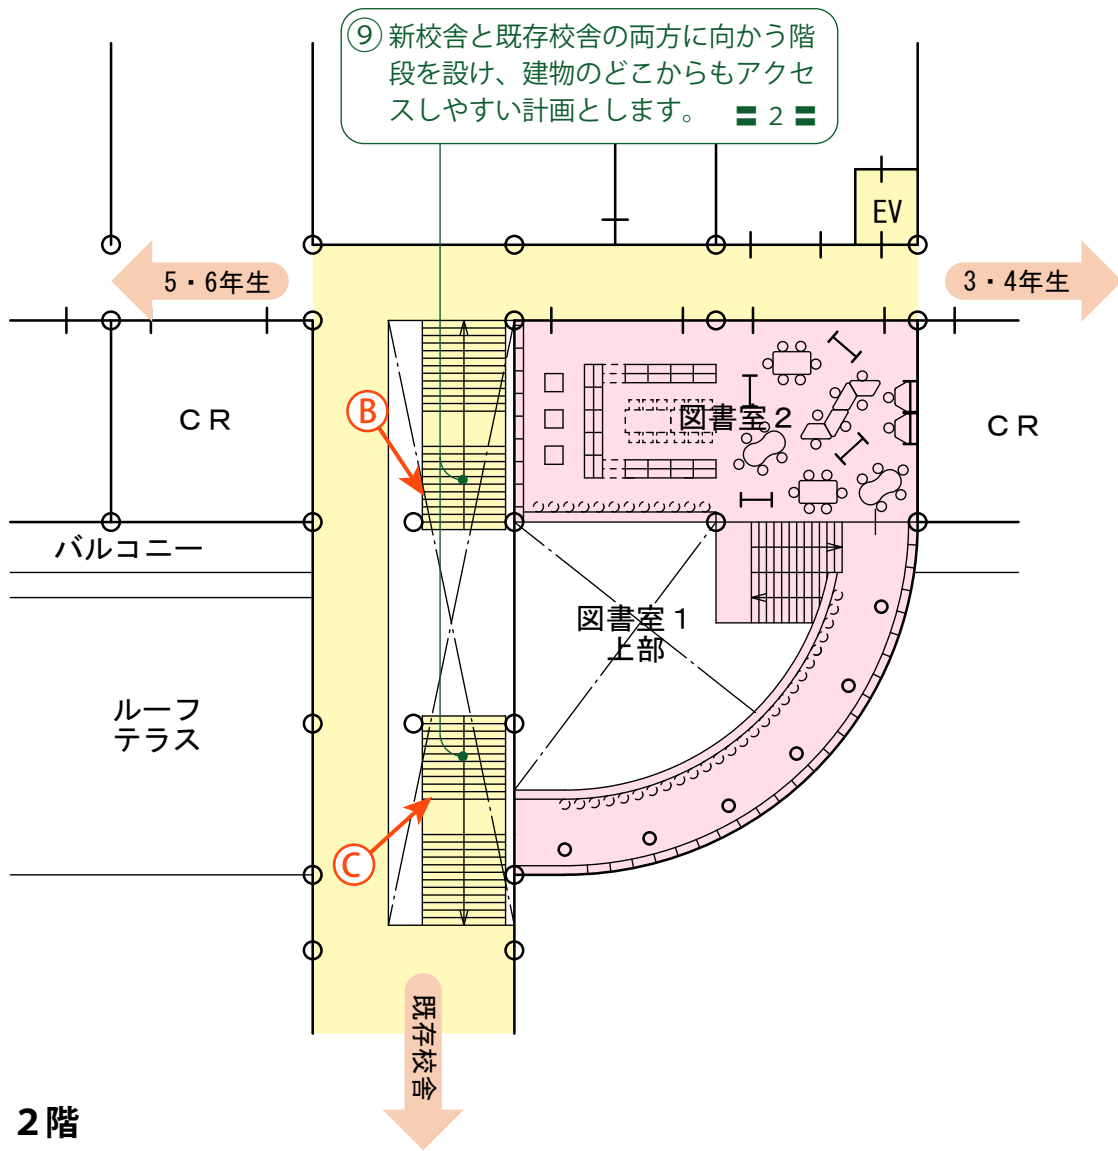 ⑨ 新校舎と既存校舎の両方に向かう階
段を設け、建物のどこからもアクセ
スしやすい計画とします。 〓 2 〓
EV
5・6年生
3・4年生
CR
B
図書室2
CR
バルコニー
図書室1
上部
ルーフ
テラス
C
既存校舎
2階